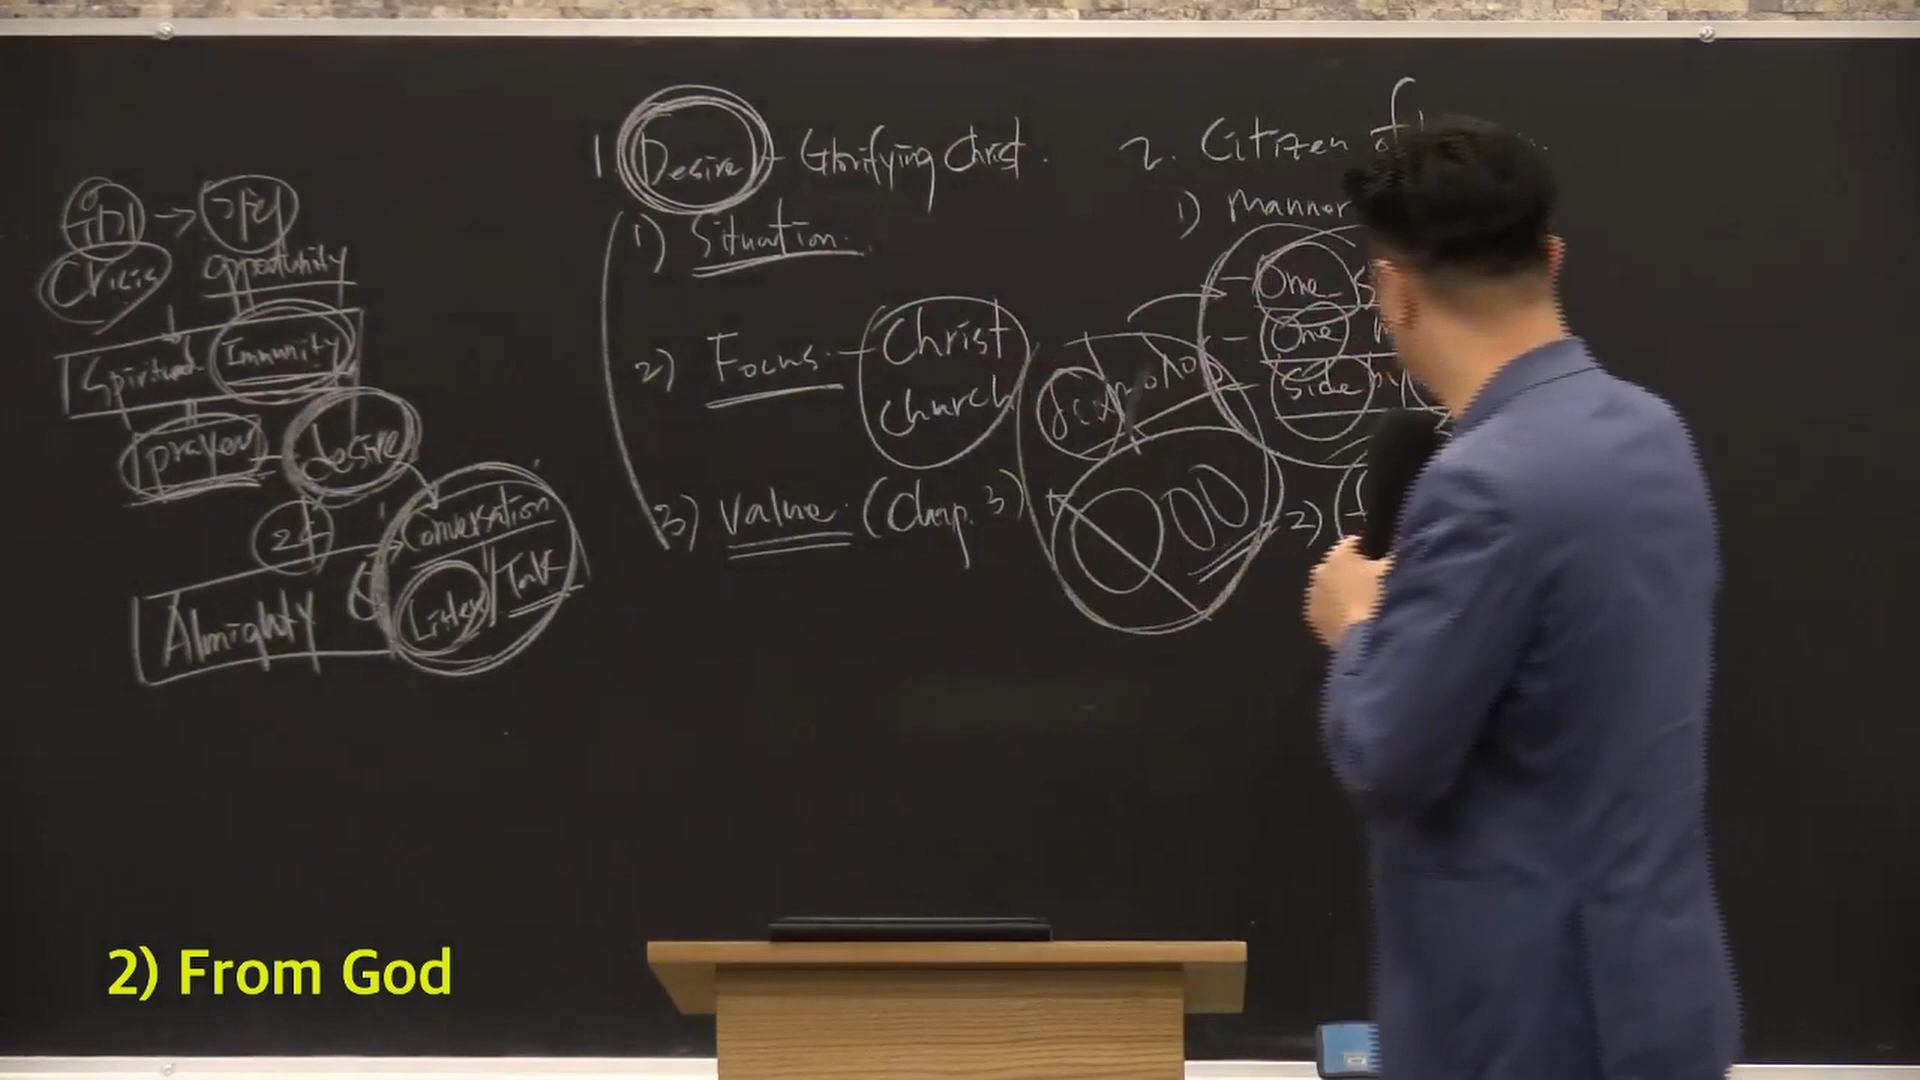 위기 → 기회
Crisis opportunity
Spiritual Immunity
prayer desire
24 Conversation
Almighty Listen / Talk
1. Desire - Glorifying Christ.
1) Situation.
2) Focus. - Christ
church
3) Value. (Chap. 3)
2. Citizen of
1) Manner
- One
- One
- Side by
2)
2) From God